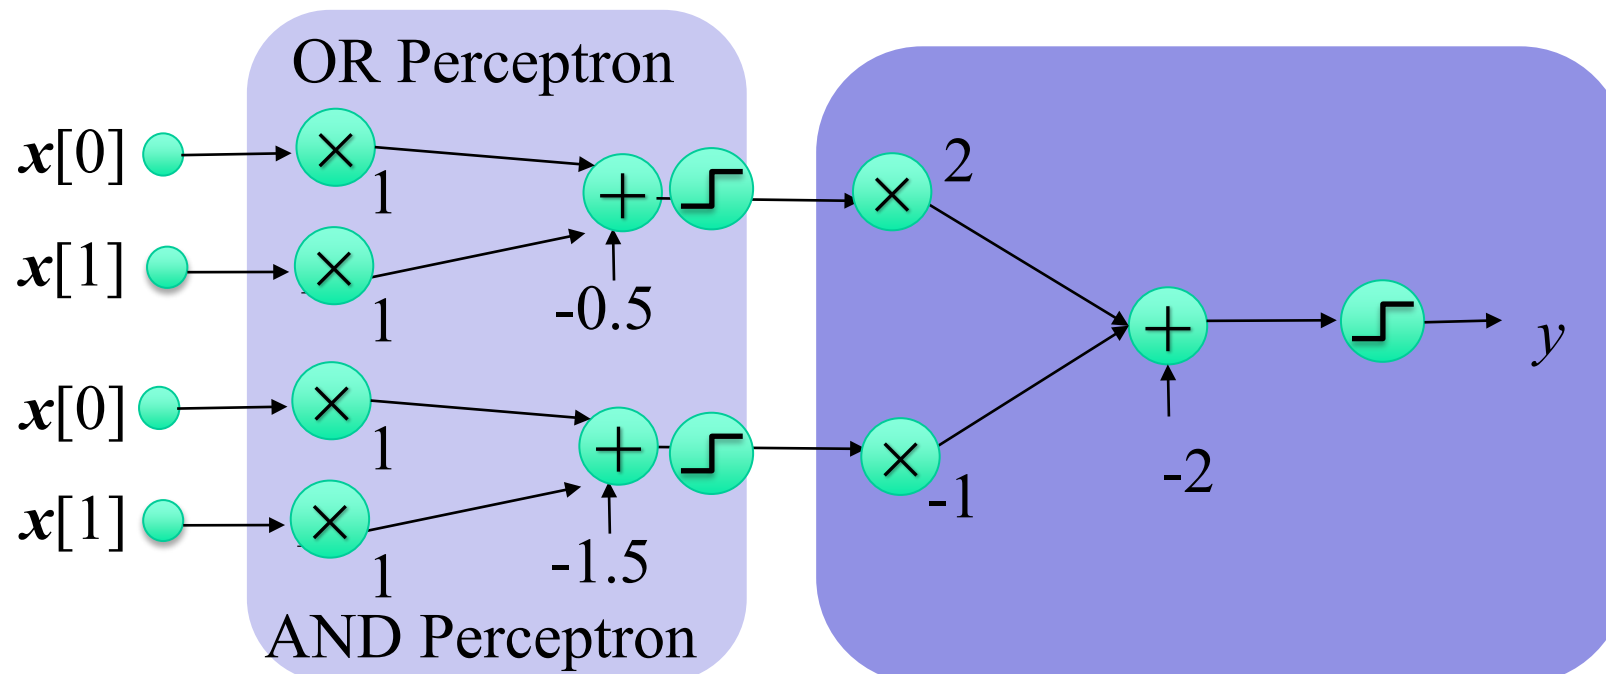 OR Perceptron
x[0]
1
x[1]
1
-0.5
x[0]
1
x[1]
1
-1.5
AND Perceptron
2
-1
-2
y